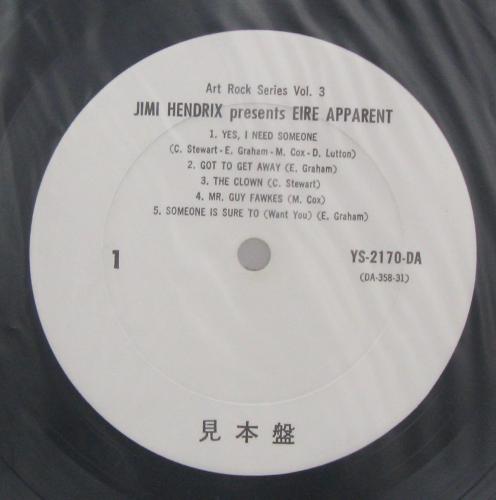 Art Rock Series Vol. 3
JIMI HENDRIX presents EIRE APPARENT
1. YES, I NEED SOMEONE
(C. Stewart-E. Graham-M. Cox-D. Lutton)
2. GOT TO GET AWAY (E. Graham)
3. THE CLOWN (C. Stewart)
4. MR. GUY FAWKES (M. Cox)
5. SOMEONE IS SURE TO (Want You) (E. Graham)
1
YS-2170-DA
(DA-358-31)
見本盤